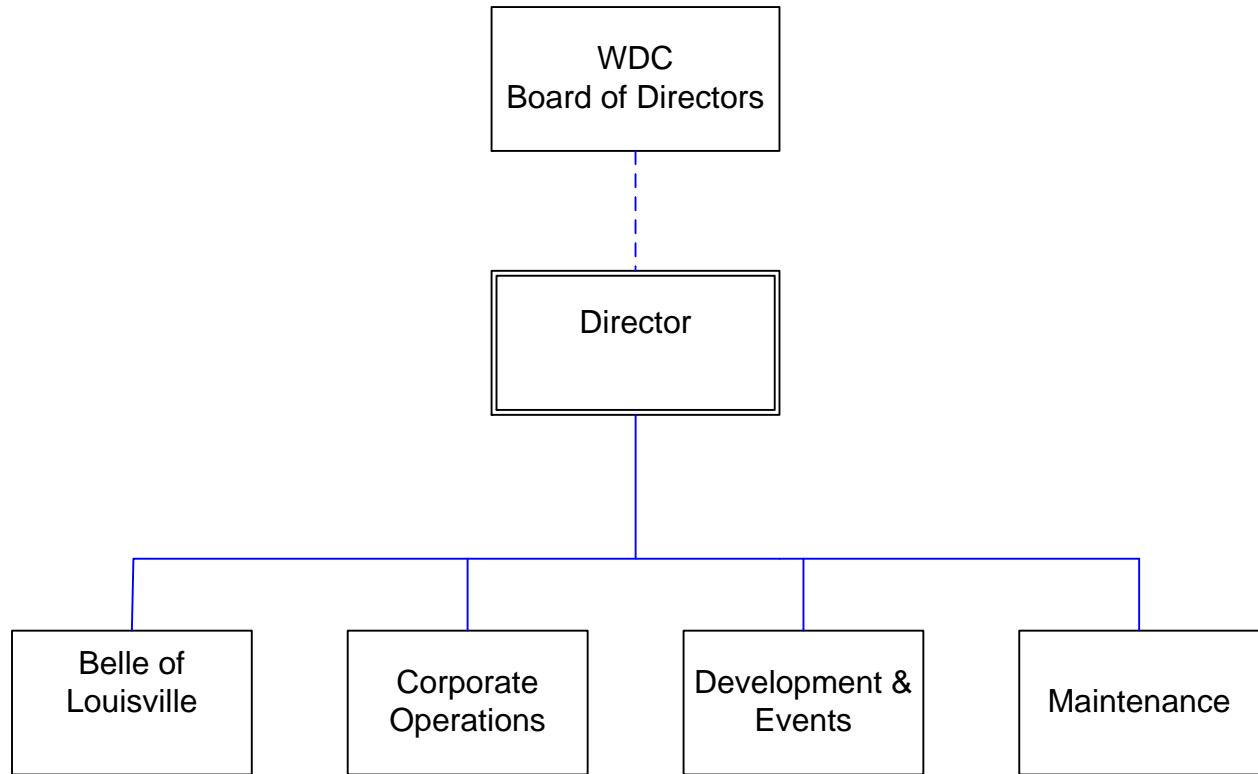 WDC
Board of Directors
Director
Belle of
Louisville
Corporate
Operations
Development &
Events
Maintenance